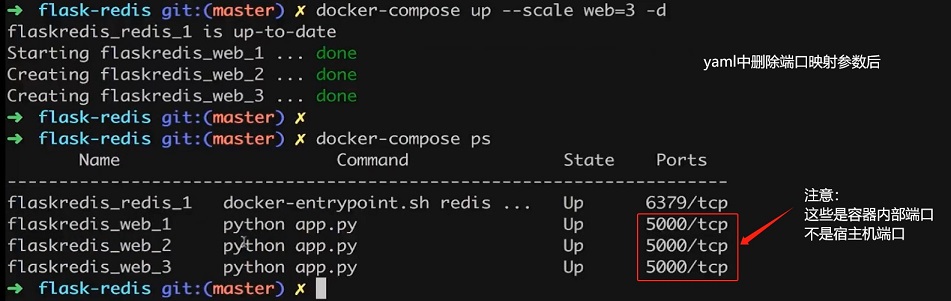 ➜ flask-redis git:(master) ✗ docker-compose up --scale web=3 -d
flaskredis_redis_1 is up-to-date
Starting flaskredis_web_1 ... done
Creating flaskredis_web_2 ... done
Creating flaskredis_web_3 ... done
yaml中删除端口映射参数后
➜ flask-redis git:(master) ✗
➜ flask-redis git:(master) ✗ docker-compose ps
Name Command State Ports
--------------------------------------------------------------------------------
flaskredis_redis_1 docker-entrypoint.sh redis ... Up 6379/tcp
flaskredis_web_1 python app.py Up 5000/tcp
flaskredis_web_2 python app.py Up 5000/tcp
flaskredis_web_3 python app.py Up 5000/tcp
注意：
这些是容器内部端口
不是宿主机端口
➜ flask-redis git:(master) ✗